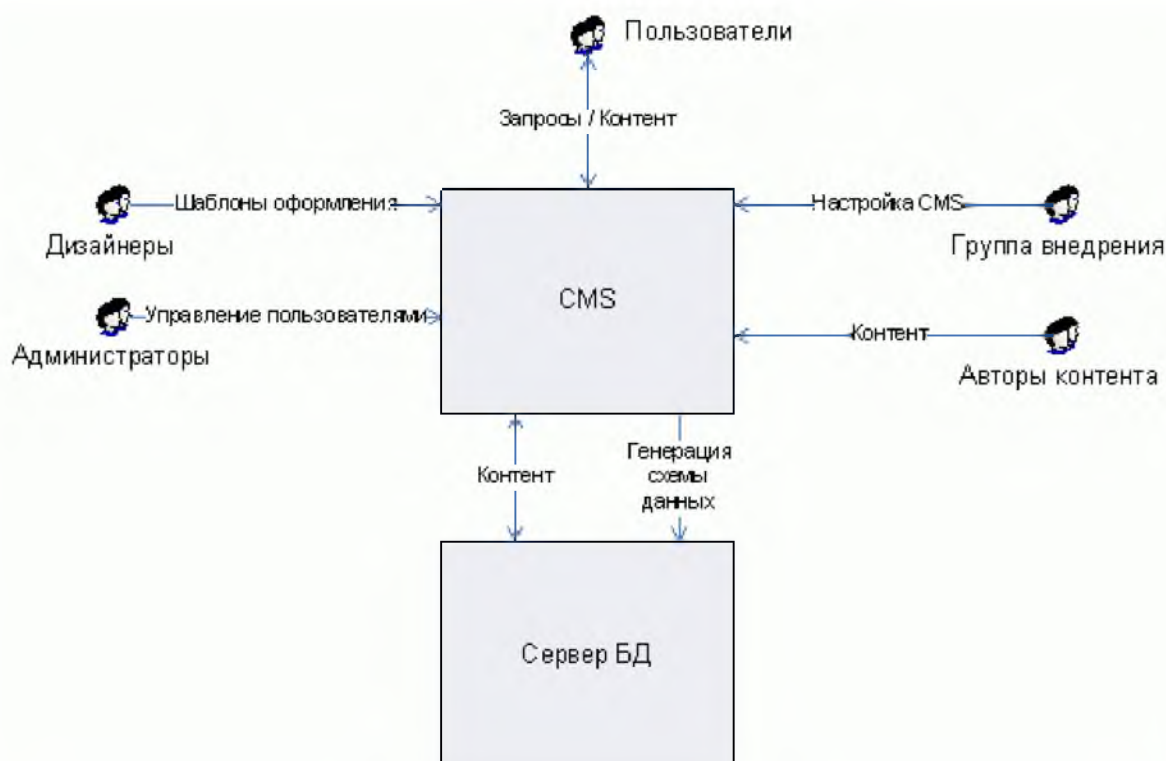 Пользователи
Запросы / Контент
Шаблоны оформления
Настройка CMS
Дизайнеры
Группа внедрения
CMS
Управление пользователями
Контент
Администраторы
Авторы контента
Контент
Генерация
схемы
данных
Сервер БД